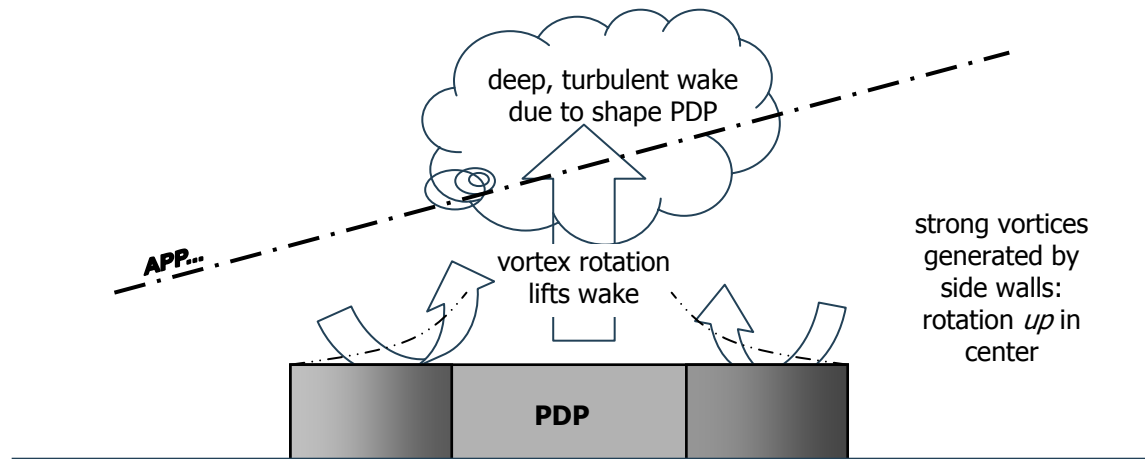 deep, turbulent wake
due to shape PDP
APP...
vortex rotation
lifts wake
strong vortices
generated by
side walls:
rotation up in
center
PDP